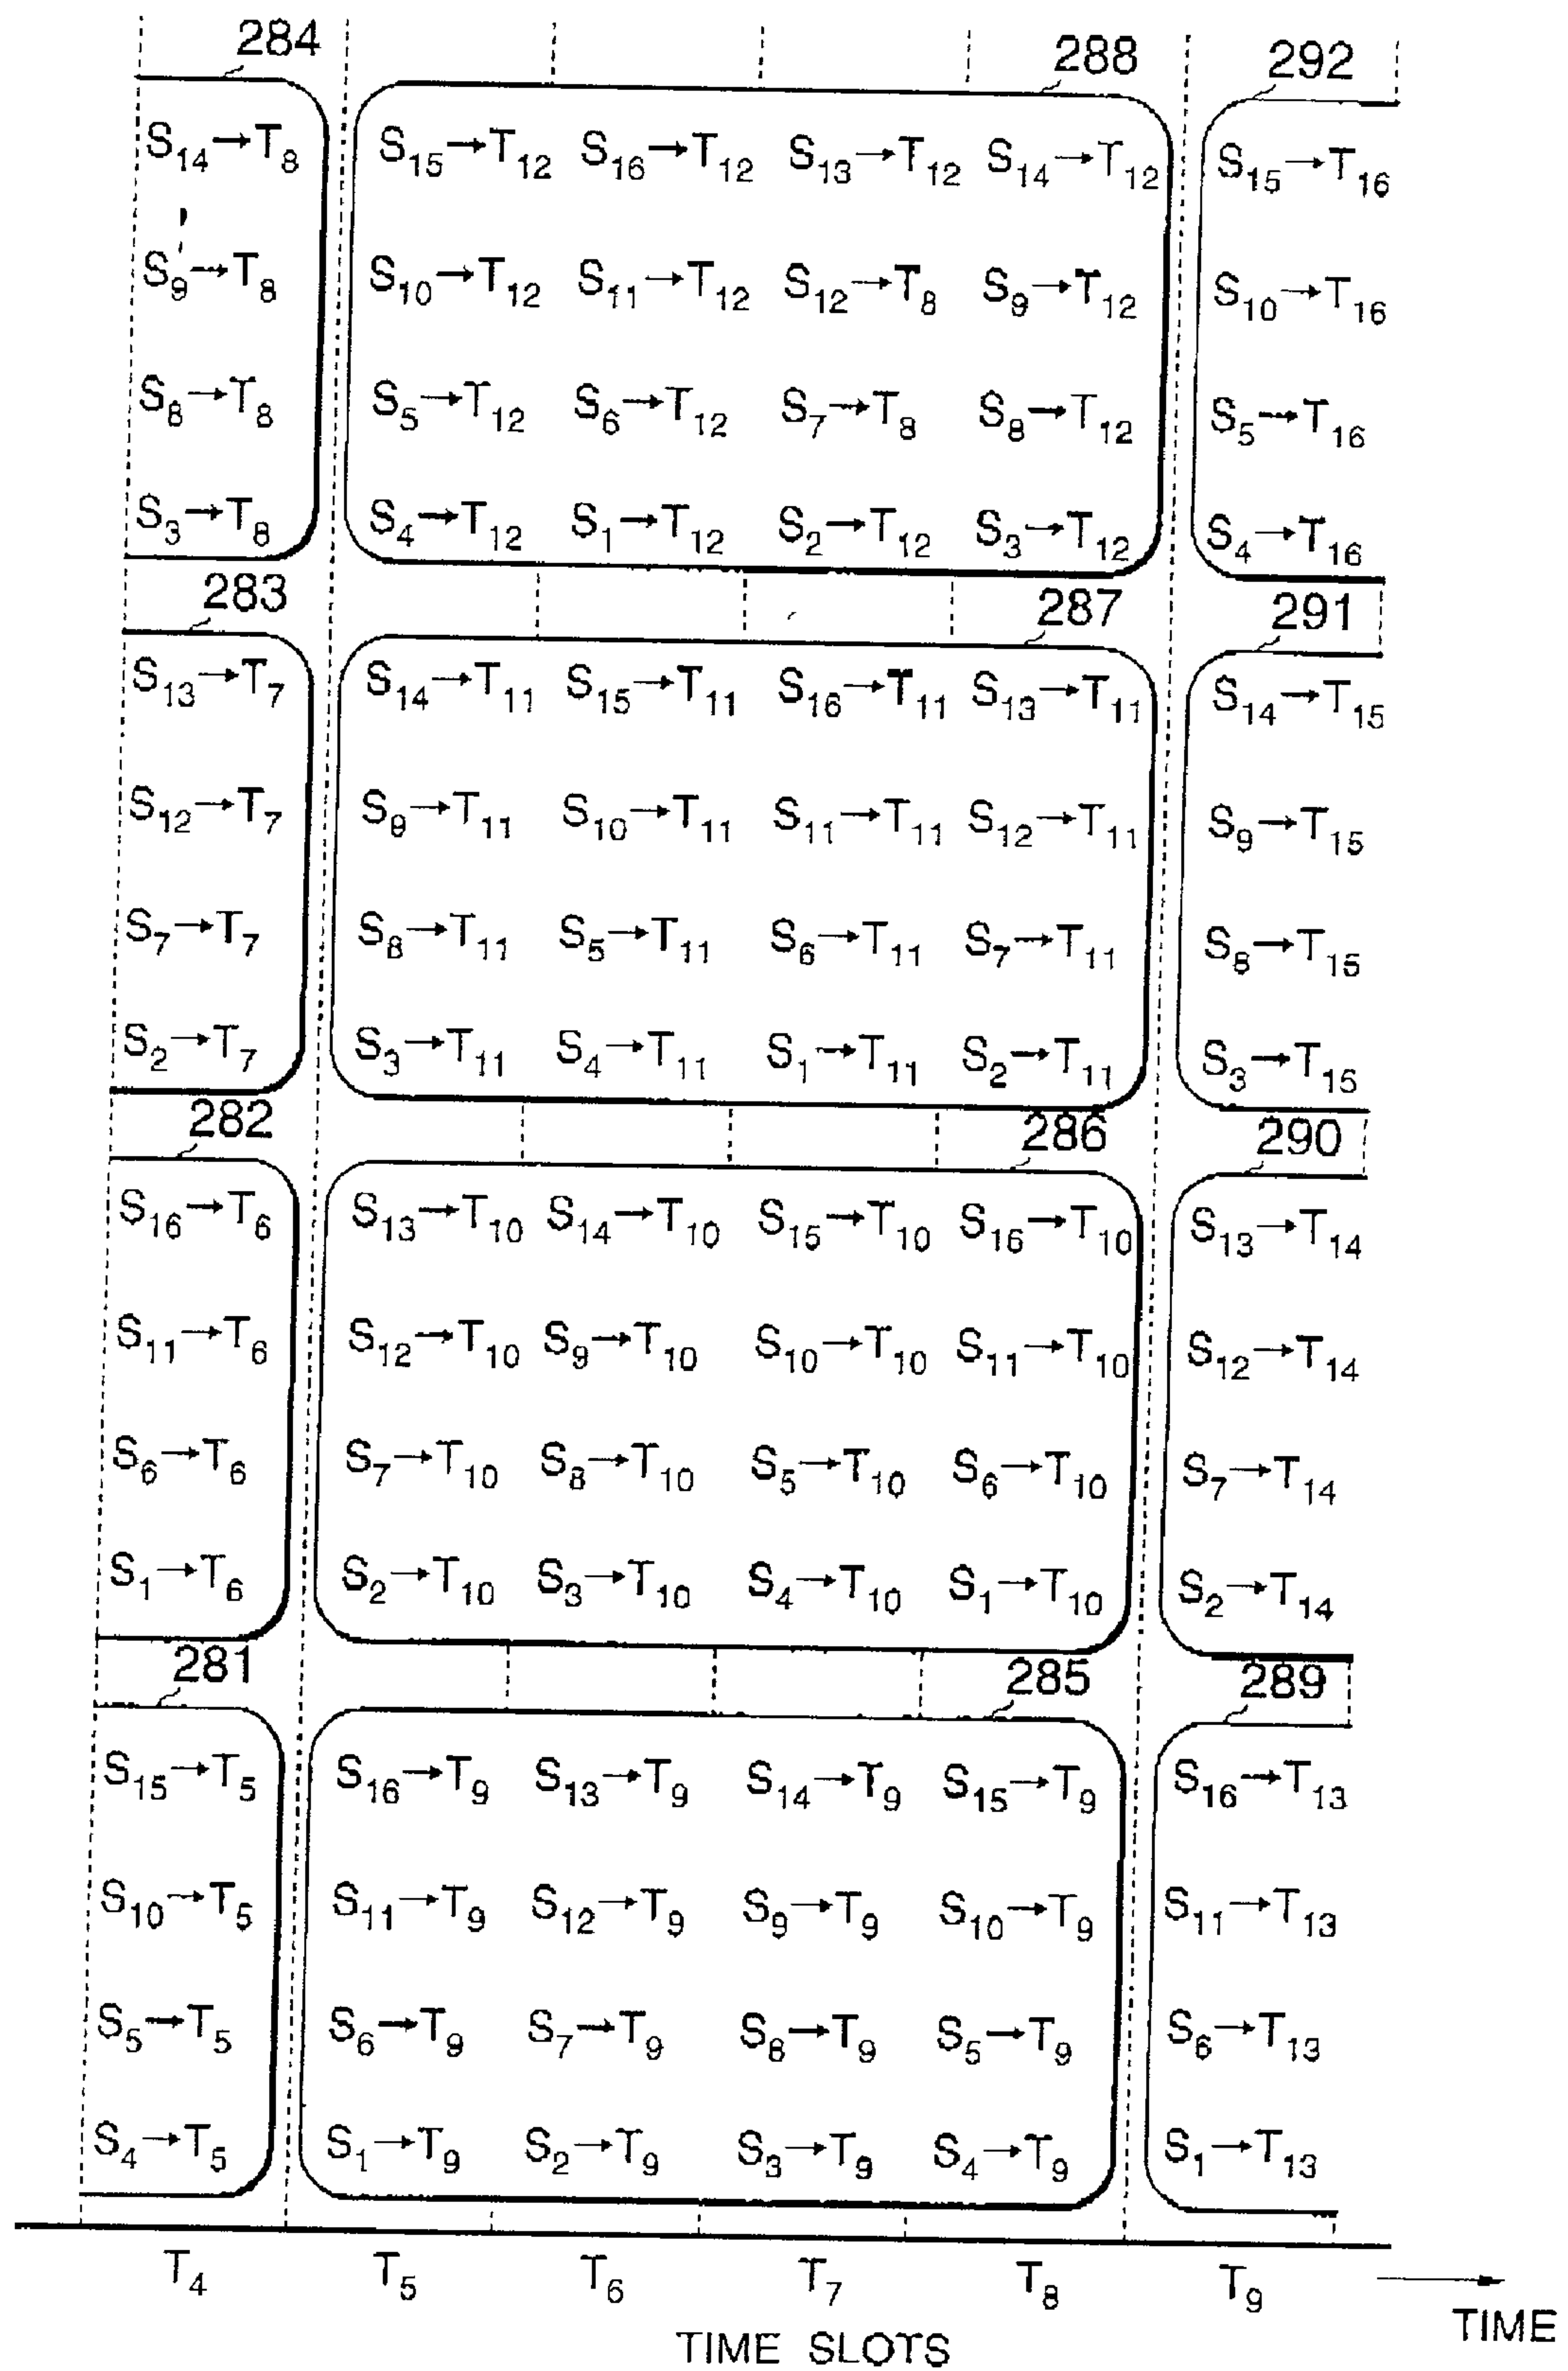 284 288 292
S14→T8 S15→T12 S16→T12 S13→T12 S14→T12 S15→T16
S9→T8 S10→T12 S11→T12 S12→T8 S9→T12 S10→T16
S8→T8 S5→T12 S6→T12 S7→T8 S8→T12 S5→T16
S3→T8 S4→T12 S1→T12 S2→T12 S3→T12 S4→T16
283 287 291
S13→T7 S14→T11 S15→T11 S16→T11 S13→T11 S14→T15
S12→T7 S9→T11 S10→T11 S11→T11 S12→T11 S9→T15
S7→T7 S8→T11 S5→T11 S6→T11 S7→T11 S8→T15
S2→T7 S3→T11 S4→T11 S1→T11 S2→T11 S3→T15
282 286 290
S16→T6 S13→T10 S14→T10 S15→T10 S16→T10 S13→T14
S11→T6 S12→T10 S9→T10 S10→T10 S11→T10 S12→T14
S6→T6 S7→T10 S8→T10 S5→T10 S6→T10 S7→T14
S1→T6 S2→T10 S3→T10 S4→T10 S1→T10 S2→T14
281 285 289
S15→T5 S16→T9 S13→T9 S14→T9 S15→T9 S16→T13
S10→T5 S11→T9 S12→T9 S9→T9 S10→T9 S11→T13
S5→T5 S6→T9 S7→T9 S8→T9 S5→T9 S6→T13
S4→T5 S1→T9 S2→T9 S3→T9 S4→T9 S1→T13
T4 T5 T6 T7 T8 T9
TIME SLOTS
TIME